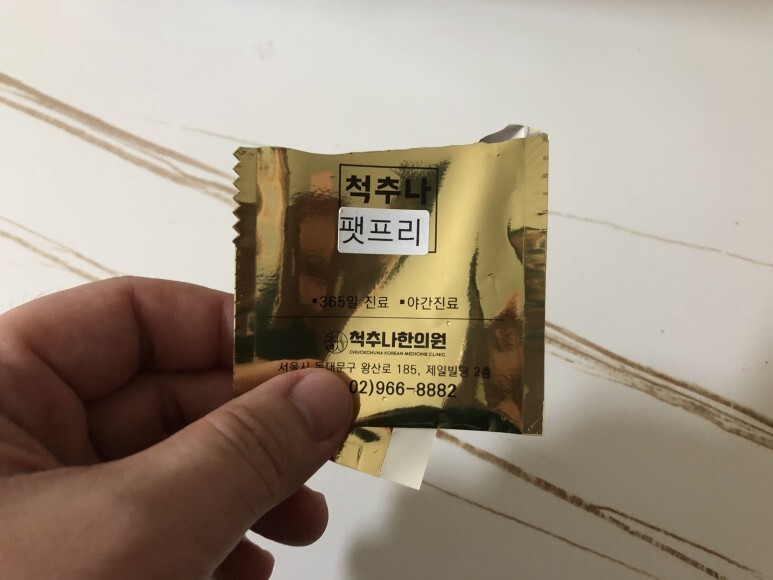 척추나
팻프리
▪365일 진료 ▪야간진료
척추나한의원
CHUCKCHUNA KOREAN MEDICINE CLINIC
서울시 동대문구 왕산로 185, 제일빌딩 2층
02)966-8882